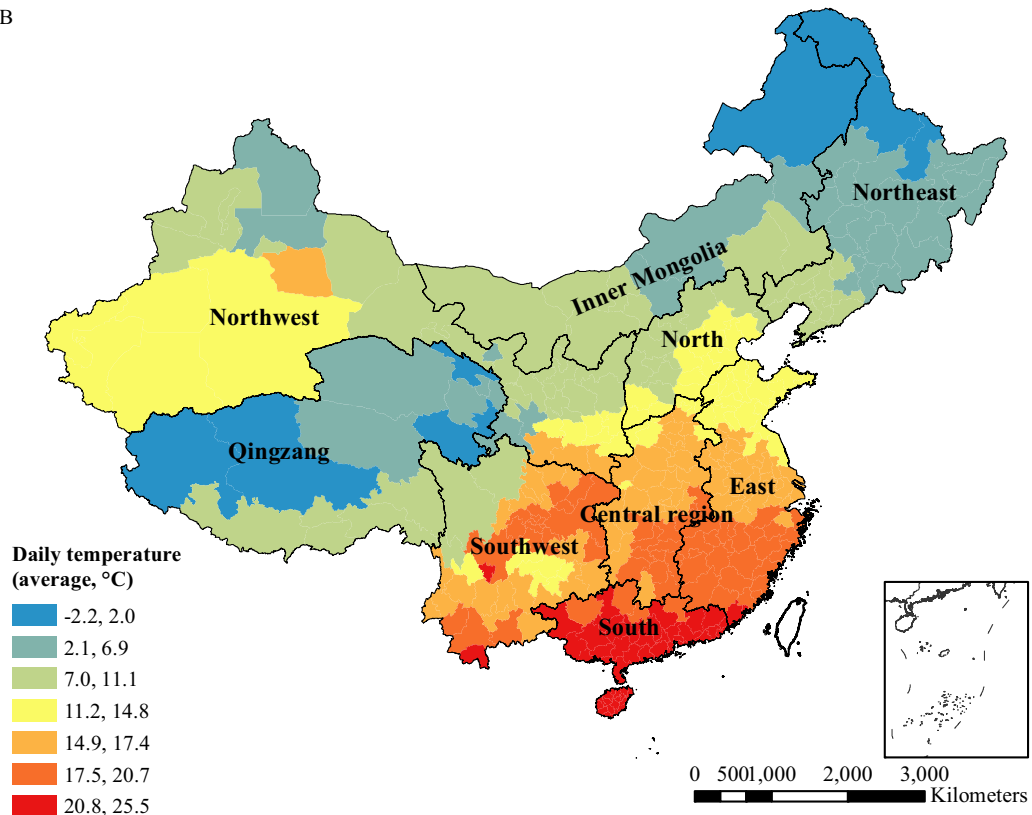 B
Northeast
Inner Mongolia
Northwest
North
Qingzang
East
Central region
Southwest
South
Daily temperature
(average, °C)
-2.2, 2.0
2.1, 6.9
7.0, 11.1
11.2, 14.8
14.9, 17.4
17.5, 20.7
20.8, 25.5
0 5001,000 2,000 3,000
Kilometers